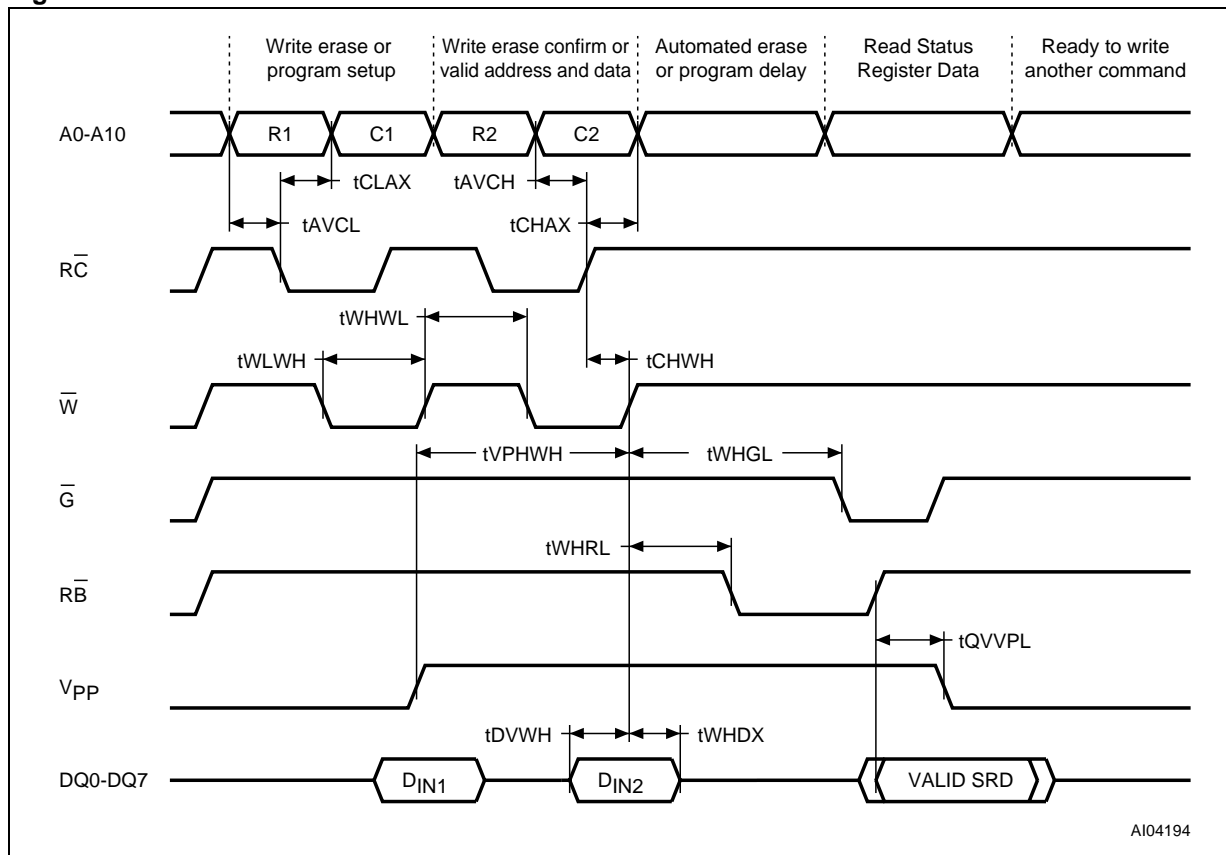 Write erase or
program setup
Write erase confirm or
valid address and data
Automated erase
or program delay
Read Status
Register Data
Ready to write
another command
A0-A10
R1
C1
R2
C2
tCLAX
tAVCH
tAVCL
tCHAX
RC̅
tWHWL
tWLWH
tCHWH
W̅
tVPHWH
tWHGL
G̅
tWHRL
RB̅
tQVVPL
VPP
tDVWH
tWHDX
DQ0-DQ7
DIN1
DIN2
VALID SRD
AI04194